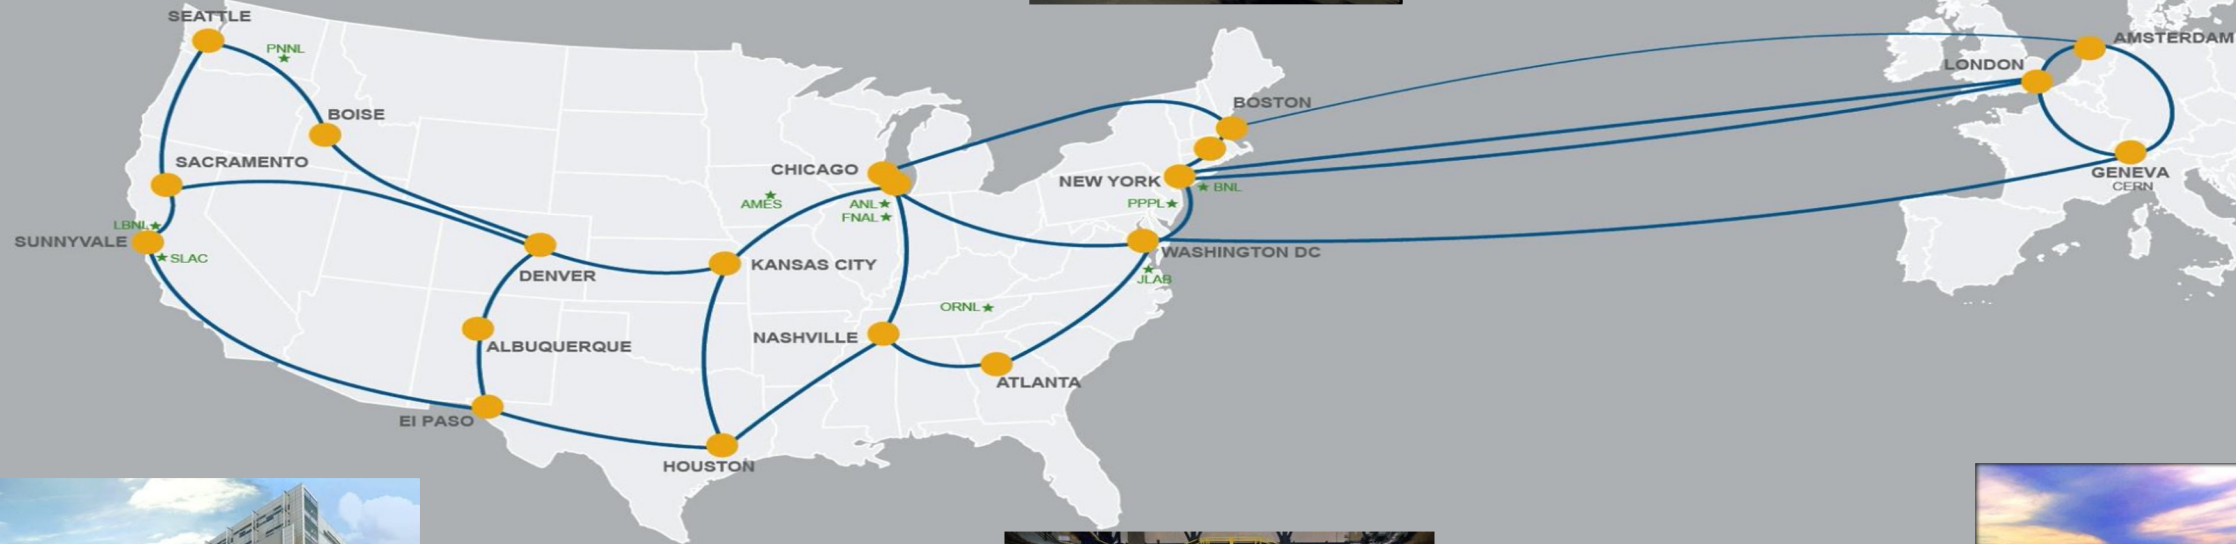 SEATTLE
PNNL
BOISE
SACRAMENTO
LBNL
SUNNYVALE
SLAC
DENVER
ALBUQUERQUE
El PASO
HOUSTON
KANSAS CITY
CHICAGO
AMES
ANL
FNAL
NASHVILLE
ORNL
ATLANTA
BOSTON
NEW YORK
BNL
PPPL
WASHINGTON DC
JLAB
AMSTERDAM
LONDON
GENEVA
CERN